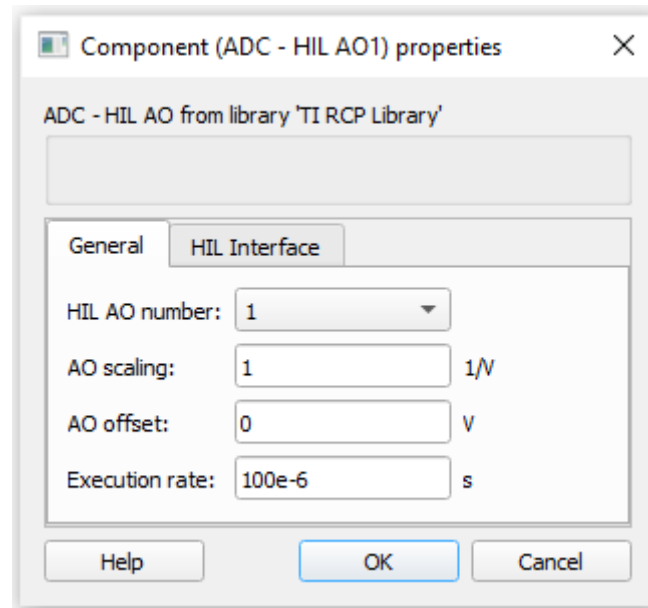 Component (ADC - HIL AO1) properties
ADC - HIL AO from library 'TI RCP Library'
General HIL Interface
HIL AO number: 1
AO scaling: 1 1/V
AO offset: 0 V
Execution rate: 100e-6 s
Help OK Cancel